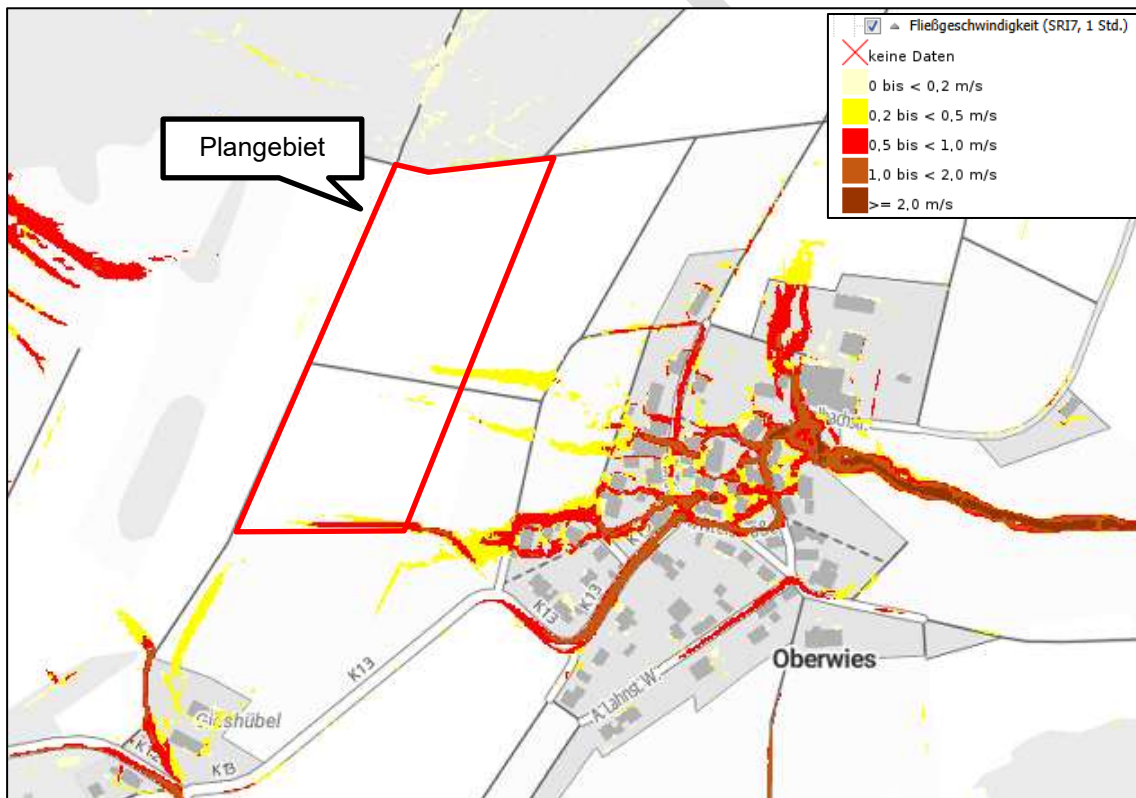 Fließgeschwindigkeit (SRI7, 1 Std.)
keine Daten
0 bis < 0,2 m/s
0,2 bis < 0,5 m/s
0,5 bis < 1,0 m/s
1,0 bis < 2,0 m/s
>= 2,0 m/s
Plangebiet
K13
K13
K13
Oberwies
A'Lahnst. W.
K13